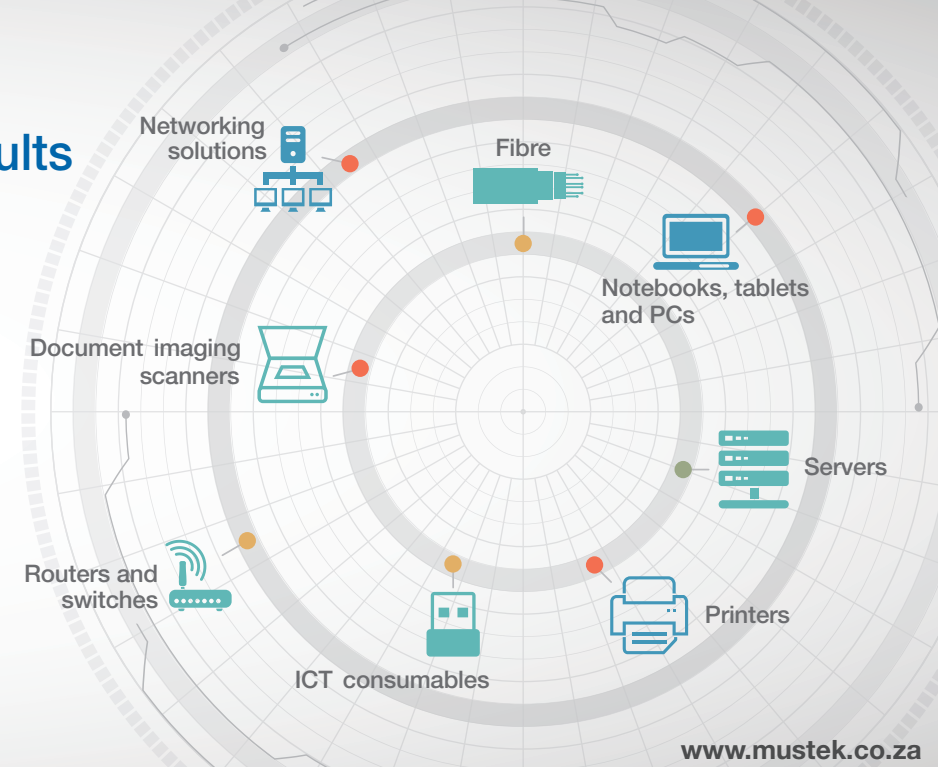 Networking
solutions
ults
Fibre
Notebooks, tablets
and PCs
Document imaging
scanners
Servers
Routers and
switches
Printers
ICT consumables
www.mustek.co.za